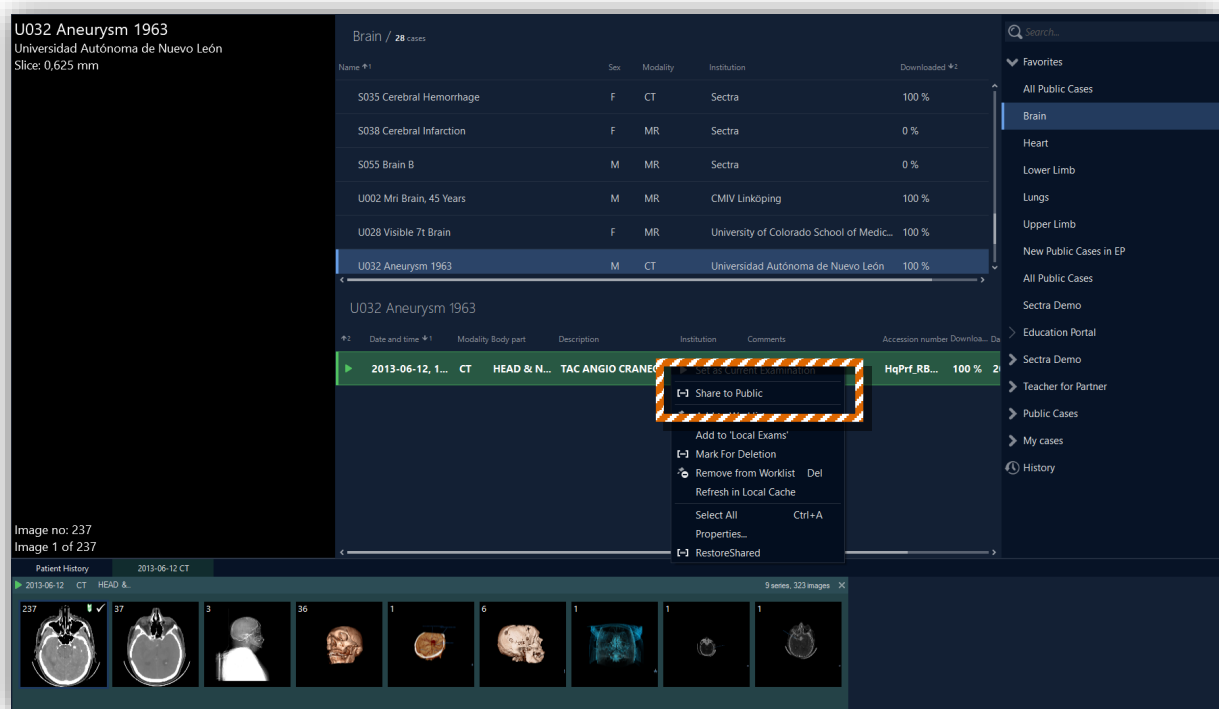 U032 Aneurysm 1963
Universidad Autónoma de Nuevo León
Slice: 0,625 mm
Image no: 237
Image 1 of 237
Brain / 28 cases
Name 1 Sex Modality Institution Downloaded 2
S035 Cerebral Hemorrhage F CT Sectra 100 %
S038 Cerebral Infarction F MR Sectra 0 %
S055 Brain B M MR Sectra 0 %
U002 Mri Brain, 45 Years M MR CMIV Linköping 100 %
U028 Visible 7t Brain F MR University of Colorado School of Medic... 100 %
U032 Aneurysm 1963 M CT Universidad Autónoma de Nuevo León 100 %
U032 Aneurysm 1963
2 Date and time 1 Modality Body part Description Institution Comments Accession number Downloa... Da
2013-06-12, 1... CT HEAD & N... TAC ANGIO CRANEO HqPrf_RB... 100 % 2
Set as Current Examination
Share to Public
Add to 'Local Exams'
Mark For Deletion
Remove from Worklist Del
Refresh in Local Cache
Select All Ctrl+A
Properties...
RestoreShared
Search...
Favorites
All Public Cases
Brain
Heart
Lower Limb
Lungs
Upper Limb
New Public Cases in EP
All Public Cases
Sectra Demo
Education Portal
Sectra Demo
Teacher for Partner
Public Cases
My cases
History
Patient History 2013-06-12 CT
2013-06-12 CT HEAD &.. 9 series, 323 images
237 37 3 36 1 6 1 1 1